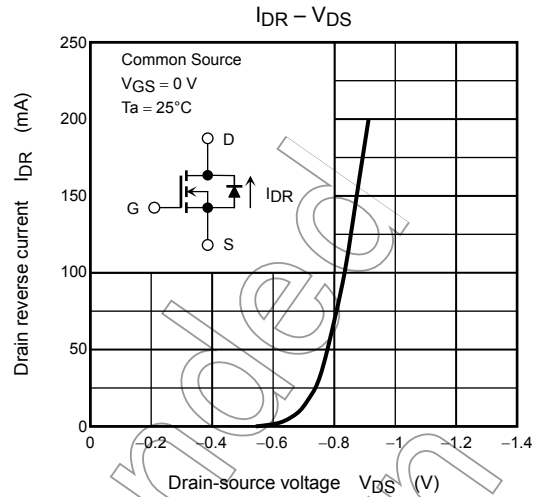 IDR – VDS
Common Source
VGS = 0 V
Ta = 25°C
D
G
IDR
S
Drain reverse current IDR (mA)
250
200
150
100
50
0
0
–0.2
–0.4
–0.6
–0.8
–1
–1.2
–1.4
Drain-source voltage VDS (V)